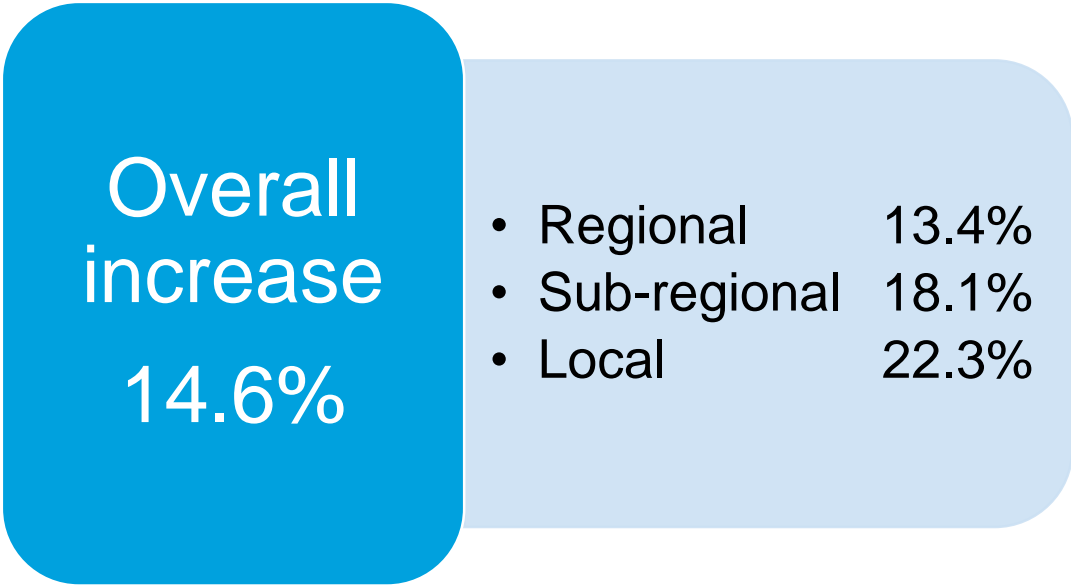 Overall
increase
14.6%
• Regional 13.4%
• Sub-regional 18.1%
• Local 22.3%